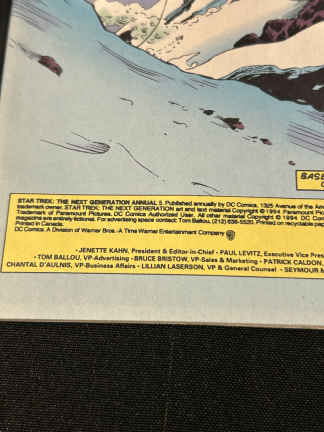 BASE
STAR TREK: THE NEXT GENERATION ANNUAL 5. Published annually by DC Comics, 1325 Avenue of the
trademark owner. STAR TREK: THE NEXT GENERATION art and text material Copyright © 1994 Paramount
Trademark of Paramount Pictures. DC Comics Authorized User. All other material Copyright © 1994 DC
magazine are entirely fictional. For advertising space contact: Tom Ballou, (212) 636-5520. Printed on recyclable
Printed in Canada.
DC Comics. A Division of Warner Bros.-A Time Warner Entertainment Company
• JENETTE KAHN, President & Editor-in-Chief • PAUL LEVITZ, Executive Vice
• TOM BALLOU, VP-Advertising • BRUCE BRISTOW, VP-Sales & Marketing • PATRICK CALDON,
CHANTAL D'AULNIS, VP-Business Affairs • LILLIAN LASERSON, VP & General Counsel • SEYMOUR